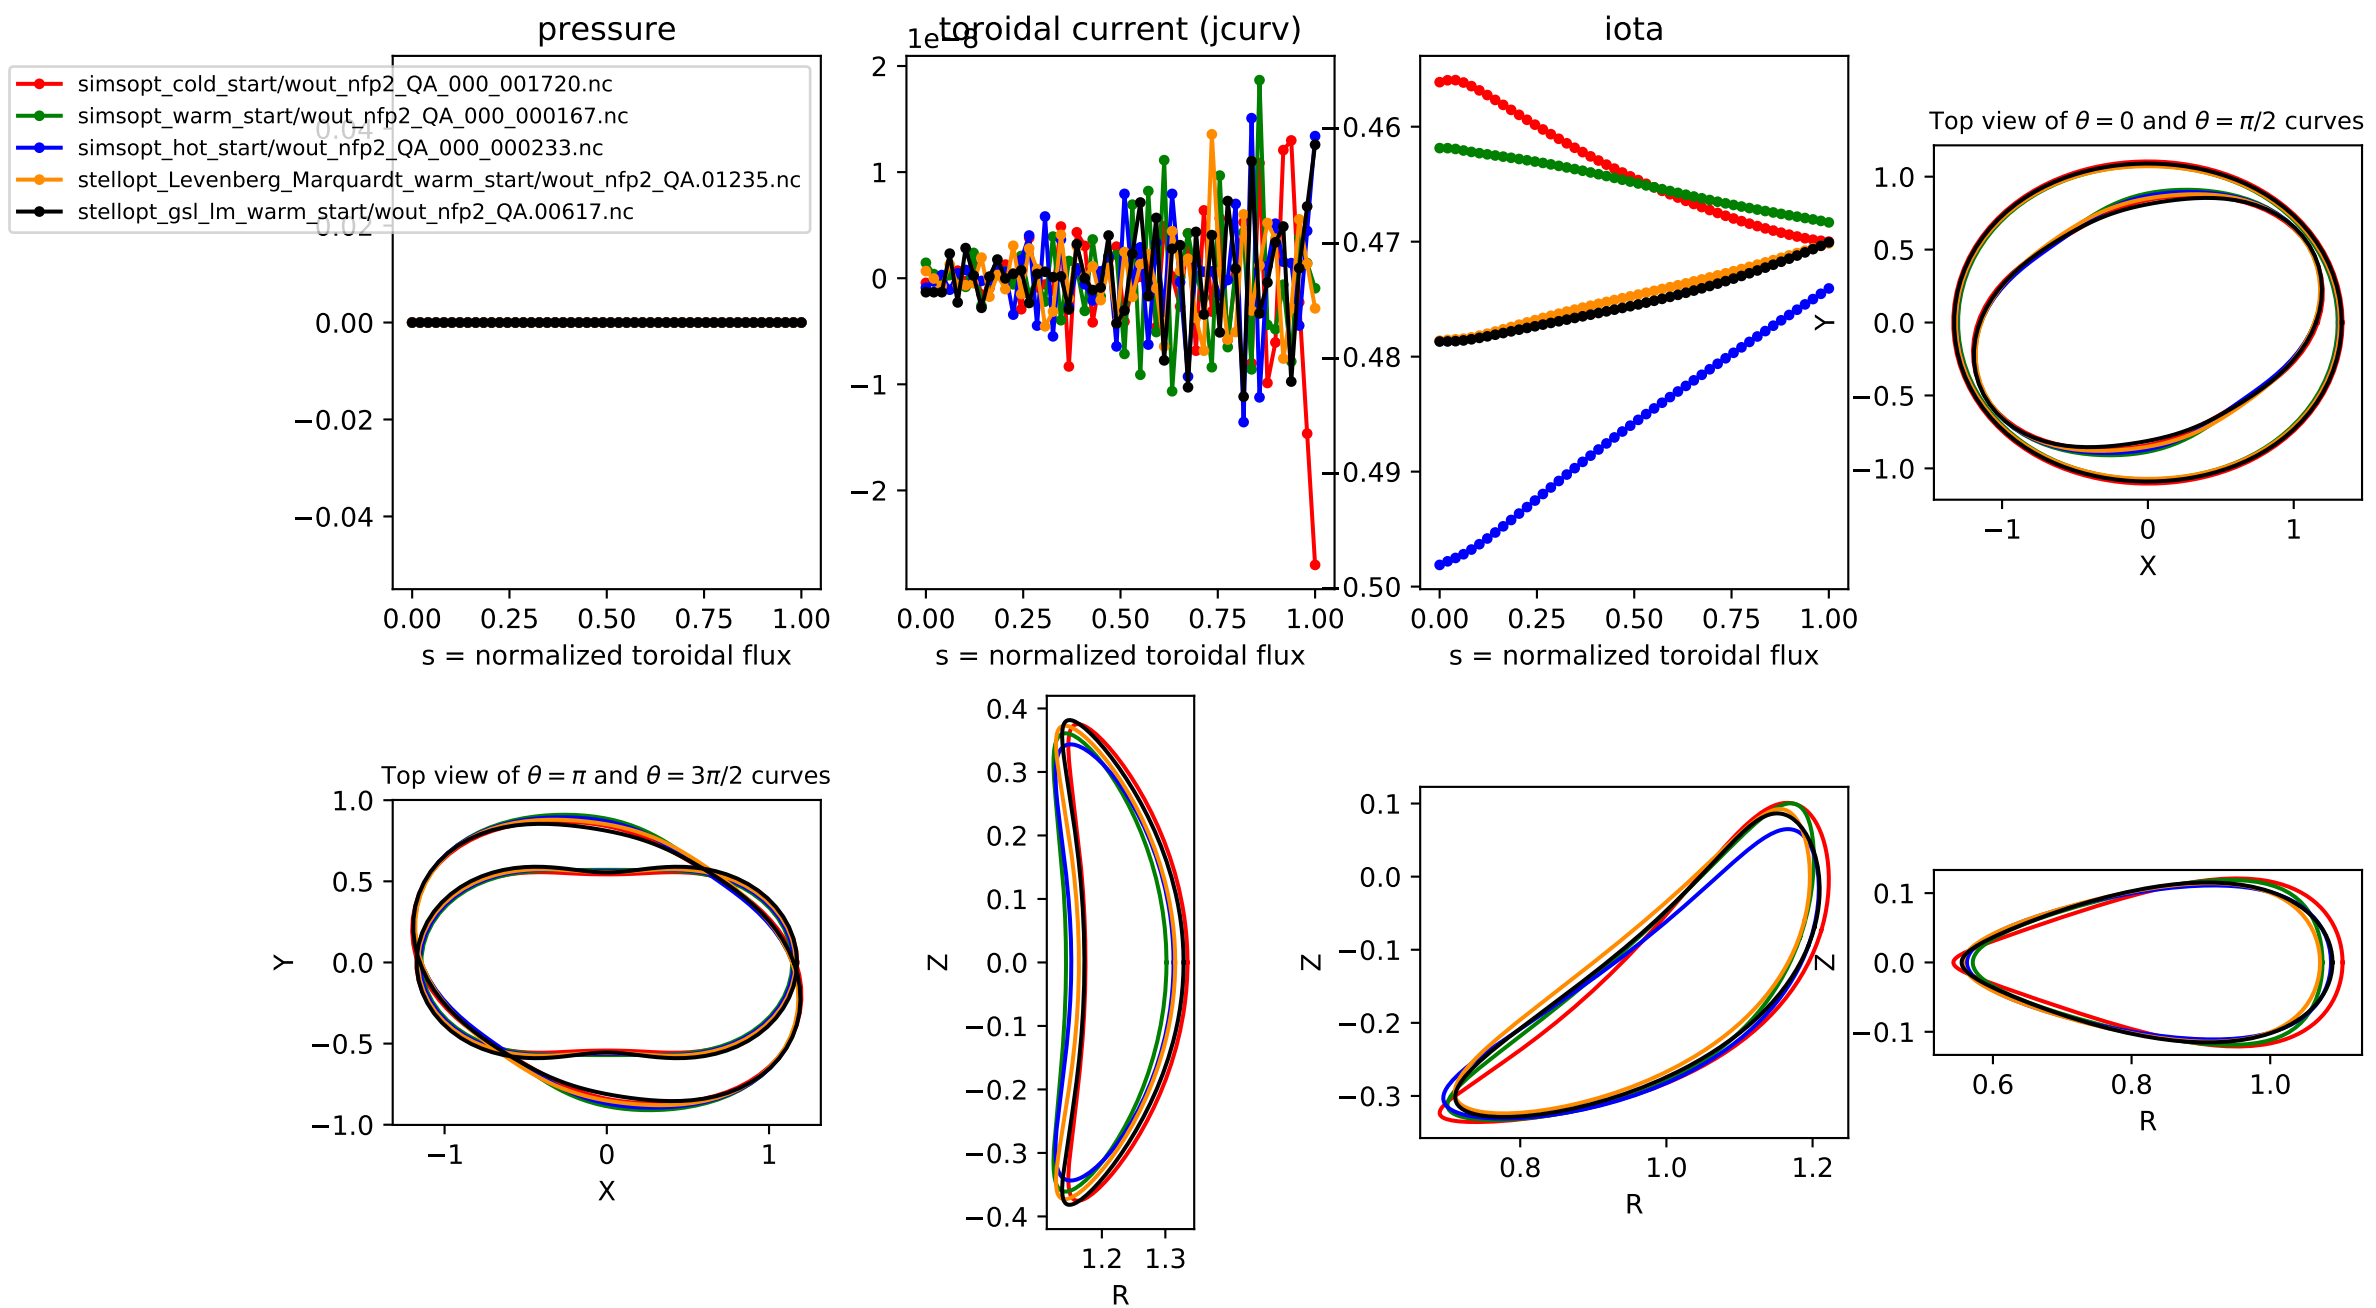 pressure
toroidal current (jcurv)
iota
1e−8
simsopt_cold_start/wout_nfp2_QA_000_001720.nc
simsopt_warm_start/wout_nfp2_QA_000_000167.nc
simsopt_hot_start/wout_nfp2_QA_000_000233.nc
stellopt_Levenberg_Marquardt_warm_start/wout_nfp2_QA.01235.nc
stellopt_gsl_lm_warm_start/wout_nfp2_QA.00617.nc
0.04
0.02
0.00
−0.02
−0.04
0.00 0.25 0.50 0.75 1.00
s = normalized toroidal flux
2
1
0
−1
−2
0.00 0.25 0.50 0.75 1.00
s = normalized toroidal flux
−0.46
−0.47
−0.48
−0.49
−0.50
0.00 0.25 0.50 0.75 1.00
s = normalized toroidal flux
Top view of θ = 0 and θ = π/2 curves
Y
1.0
0.5
0.0
−0.5
−1.0
−1 0 1
X
Top view of θ = π and θ = 3π/2 curves
Y
1.0
0.5
0.0
−0.5
−1.0
−1 0 1
X
Z
0.4
0.3
0.2
0.1
0.0
−0.1
−0.2
−0.3
−0.4
1.2 1.3
R
Z
0.1
0.0
−0.1
−0.2
−0.3
0.8 1.0 1.2
R
Z
0.1
0.0
−0.1
0.6 0.8 1.0
R